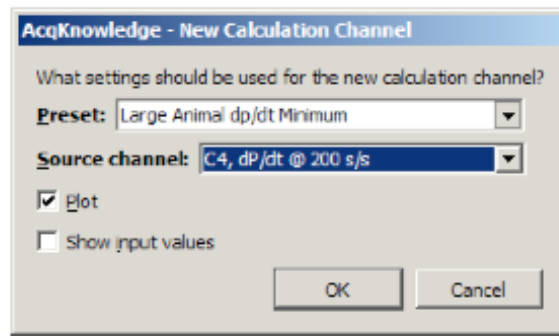 AcqKnowledge - New Calculation Channel
What settings should be used for the new calculation channel?
Preset: Large Animal dp/dt Minimum
Source channel: C4, dP/dt @ 200 s/s
Plot
Show input values
OK Cancel